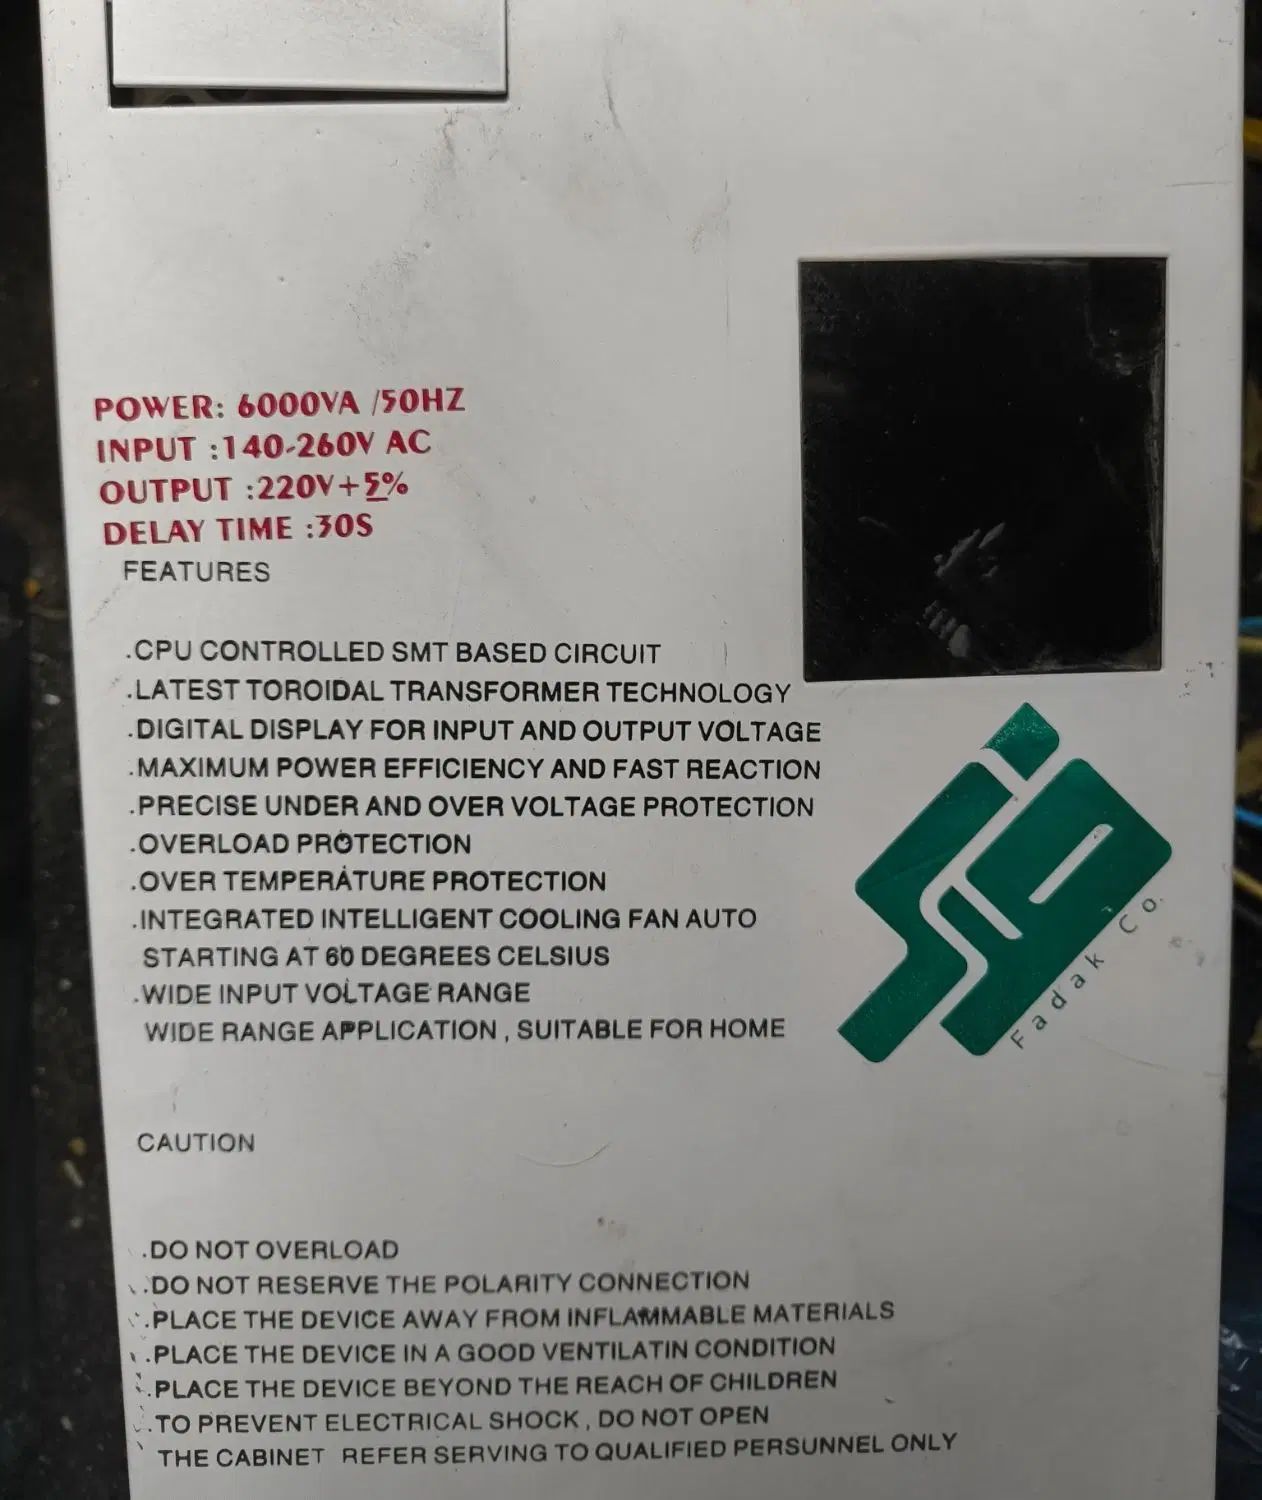 POWER: 6000VA /50HZ
INPUT :140-260V AC
OUTPUT :220V+5%
DELAY TIME :30S
FEATURES
.CPU CONTROLLED SMT BASED CIRCUIT
.LATEST TOROIDAL TRANSFORMER TECHNOLOGY
.DIGITAL DISPLAY FOR INPUT AND OUTPUT VOLTAGE
.MAXIMUM POWER EFFICIENCY AND FAST REACTION
.PRECISE UNDER AND OVER VOLTAGE PROTECTION
.OVERLOAD PROTECTION
.OVER TEMPERATURE PROTECTION
.INTEGRATED INTELLIGENT COOLING FAN AUTO
STARTING AT 60 DEGREES CELSIUS
.WIDE INPUT VOLTAGE RANGE
WIDE RANGE APPLICATION , SUITABLE FOR HOME
Fadak Co.
CAUTION
.DO NOT OVERLOAD
.DO NOT RESERVE THE POLARITY CONNECTION
.PLACE THE DEVICE AWAY FROM INFLAMMABLE MATERIALS
.PLACE THE DEVICE IN A GOOD VENTILATIN CONDITION
.PLACE THE DEVICE BEYOND THE REACH OF CHILDREN
.TO PREVENT ELECTRICAL SHOCK , DO NOT OPEN
THE CABINET REFER SERVING TO QUALIFIED PERSUNNEL ONLY